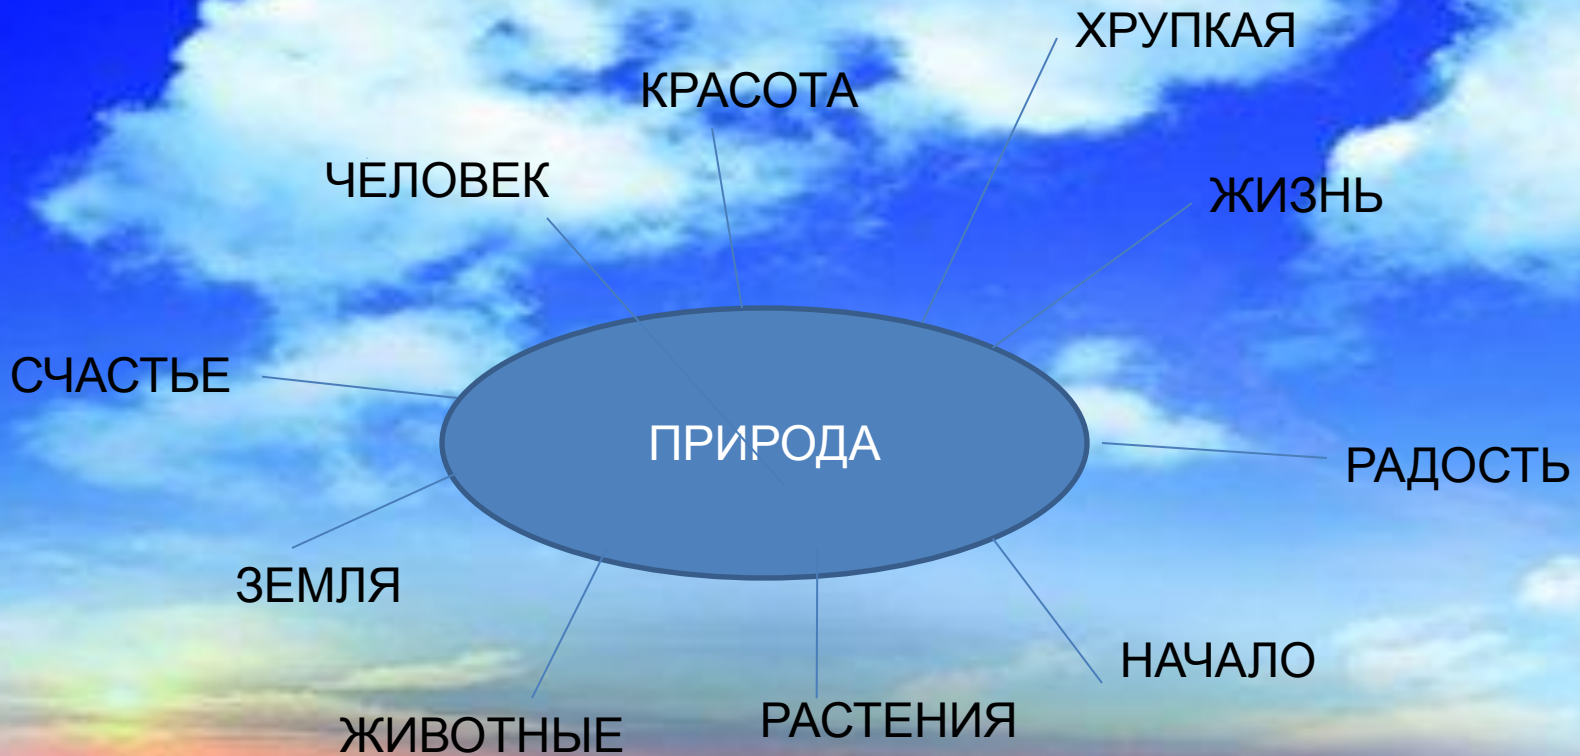 ХРУПКАЯ
КРАСОТА
ЧЕЛОВЕК
ЖИЗНЬ
СЧАСТЬЕ
ПРИРОДА
РАДОСТЬ
ЗЕМЛЯ
НАЧАЛО
РАСТЕНИЯ
ЖИВОТНЫЕ